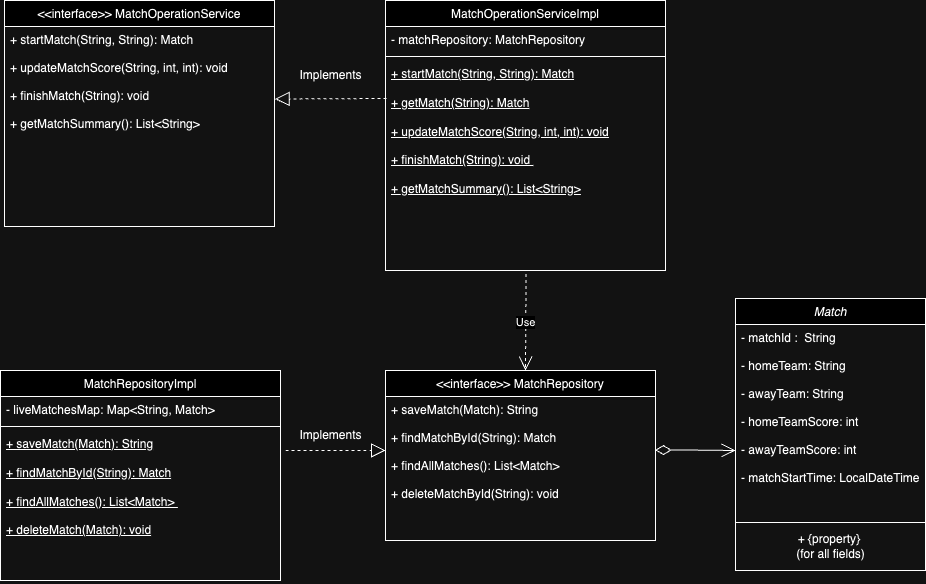 <<interface>> MatchOperationService
+ startMatch(String, String): Match
+ updateMatchScore(String, int, int): void
+ finishMatch(String): void
+ getMatchSummary(): List<String>
Implements
MatchOperationServiceImpl
- matchRepository: MatchRepository
+ startMatch(String, String): Match
+ getMatch(String): Match
+ updateMatchScore(String, int, int): void
+ finishMatch(String): void
+ getMatchSummary(): List<String>
Use
MatchRepositoryImpl
- liveMatchesMap: Map<String, Match>
+ saveMatch(Match): String
+ findMatchById(String): Match
+ findAllMatches(): List<Match>
+ deleteMatch(Match): void
Implements
<<interface>> MatchRepository
+ saveMatch(Match): String
+ findMatchById(String): Match
+ findAllMatches(): List<Match>
+ deleteMatchById(String): void
Match
- matchId :  String
- homeTeam: String
- awayTeam: String
- homeTeamScore: int
- awayTeamScore: int
- matchStartTime: LocalDateTime
+ {property}
(for all fields)